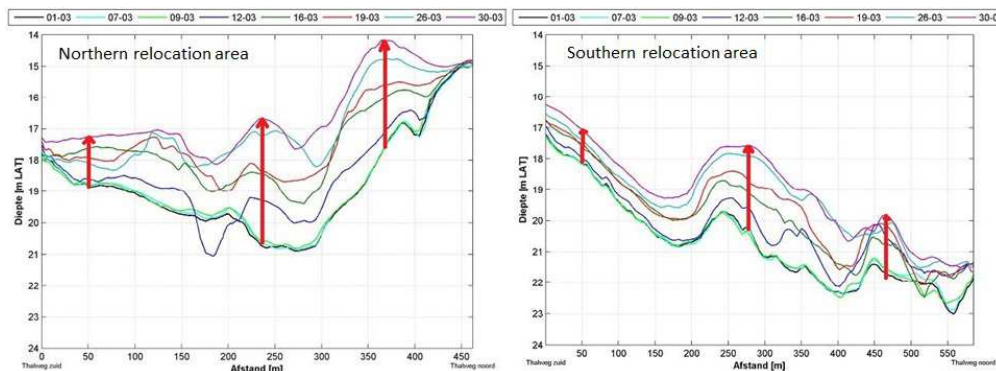 01-03 07-03 09-03 12-03 16-03 19-03 26-03 30-03
Northern relocation area
14
15
16
17
18
19
20
21
22
23
24
Diepte [m LAT]
0 50 100 150 200 250 300 350 400 450
Thalweg zuid Afstand [m] Thalweg noord
01-03 07-03 09-03 12-03 16-03 19-03 26-03 30-03
Southern relocation area
14
15
16
17
18
19
20
21
22
23
24
Diepte [m LAT]
50 100 150 200 250 300 350 400 450 500 550
Thalweg zuid Afstand [m] Thalweg noord